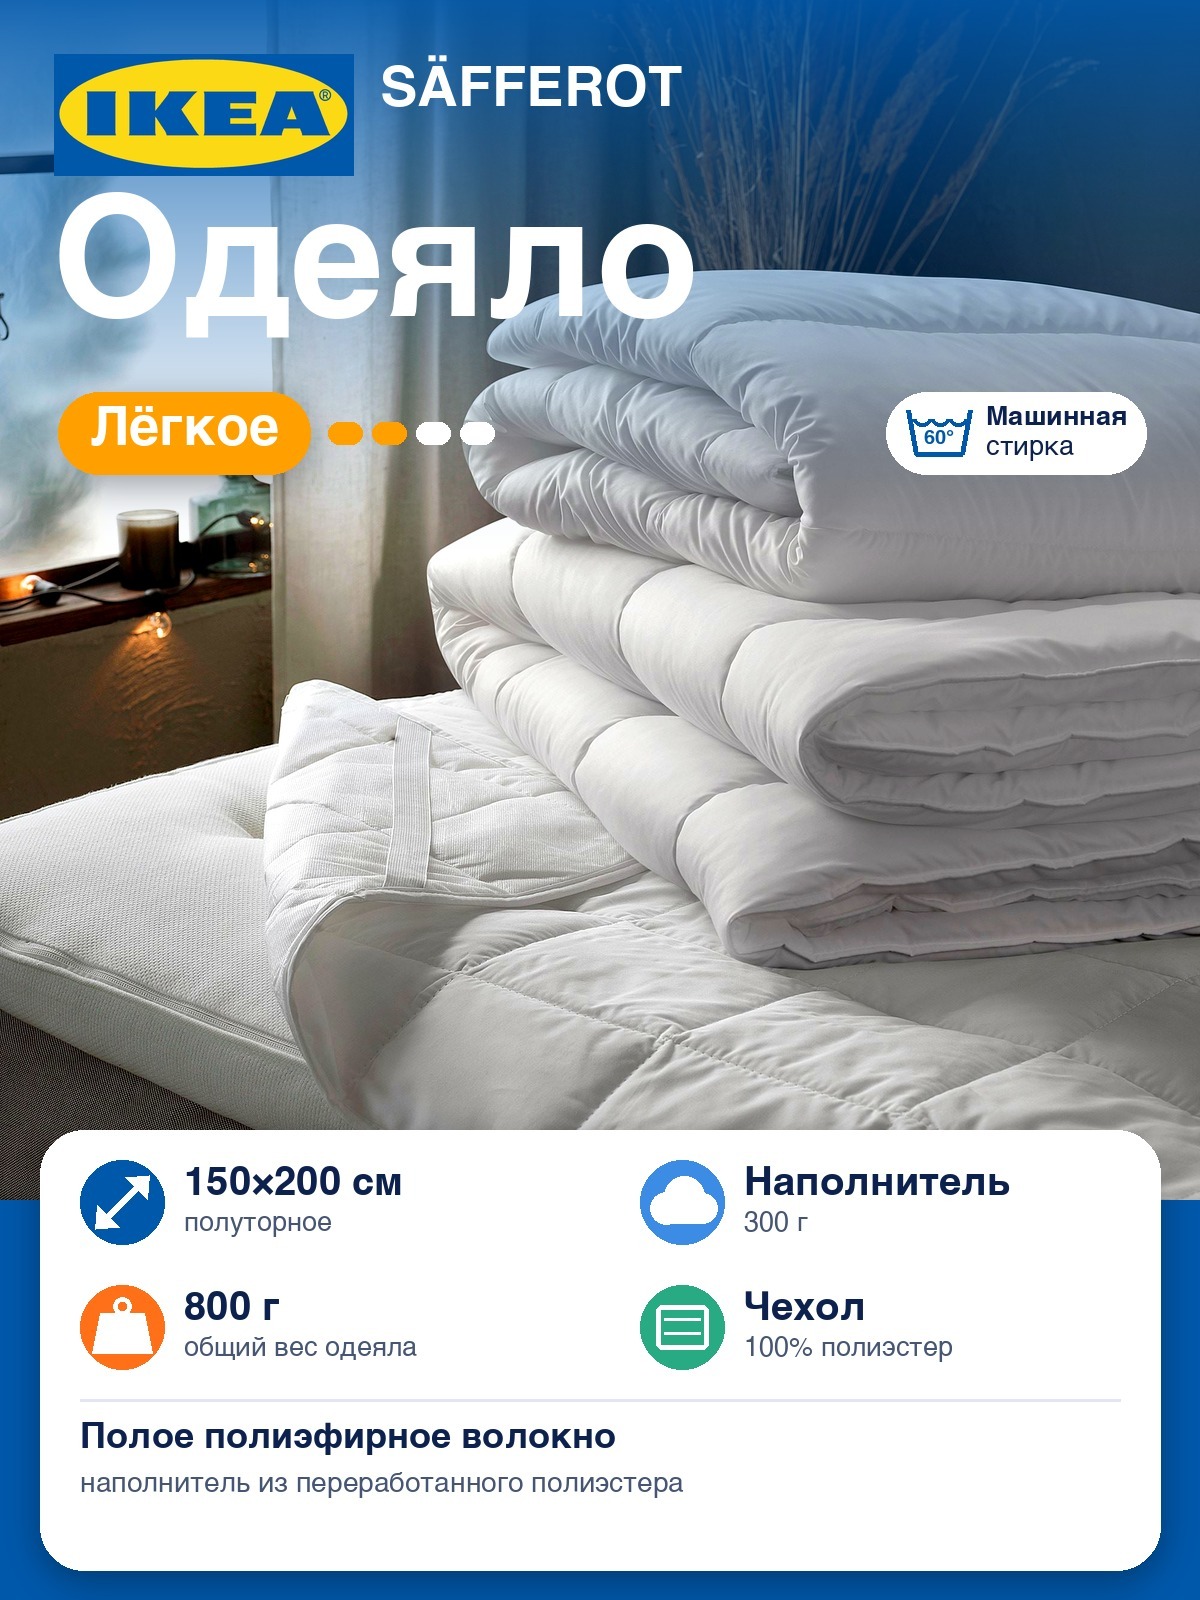 IKEA®
SÄFFEROT
Одеяло
Лёгкое
60°
Машинная
стирка
150×200 см
полуторное
Наполнитель
300 г
800 г
общий вес одеяла
Чехол
100% полиэстер
Полое полиэфирное волокно
наполнитель из переработанного полиэстера